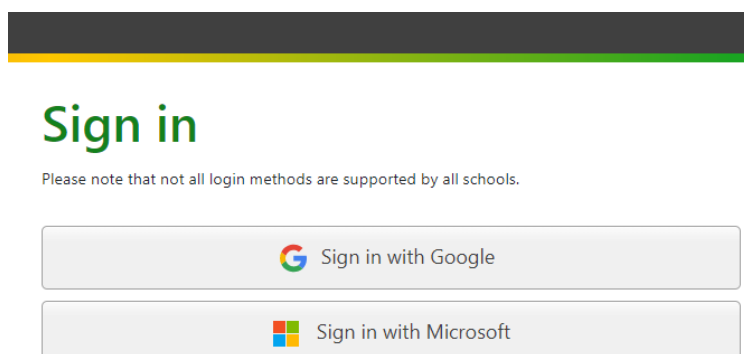 Sign in
Please note that not all login methods are supported by all schools.
Sign in with Google
Sign in with Microsoft